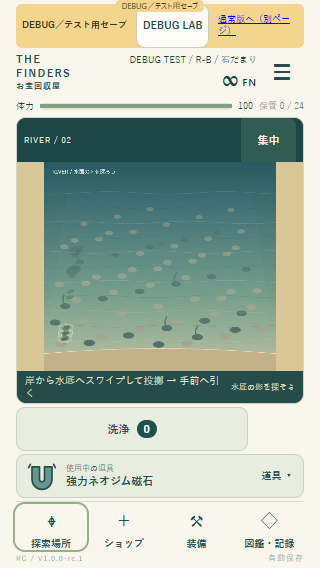 DEBUG／テスト用セーブ
DEBUG／テスト用セーブ
DEBUG LAB
通常版へ（別ページ）
THE FINDERS
お宝回収屋
DEBUG TEST / R-B / 石だまり
∞ FN
体力
100
保管 0 / 24
RIVER / 02
集中
岸から水底へスワイプして投擲 → 手前へ引く
水底の影を探せる
洗浄 0
使用中の道具
強力ネオジム磁石
道具
探索場所
ショップ
装備
図鑑・記録
RC / V1.0.0-rc.1
自動保存